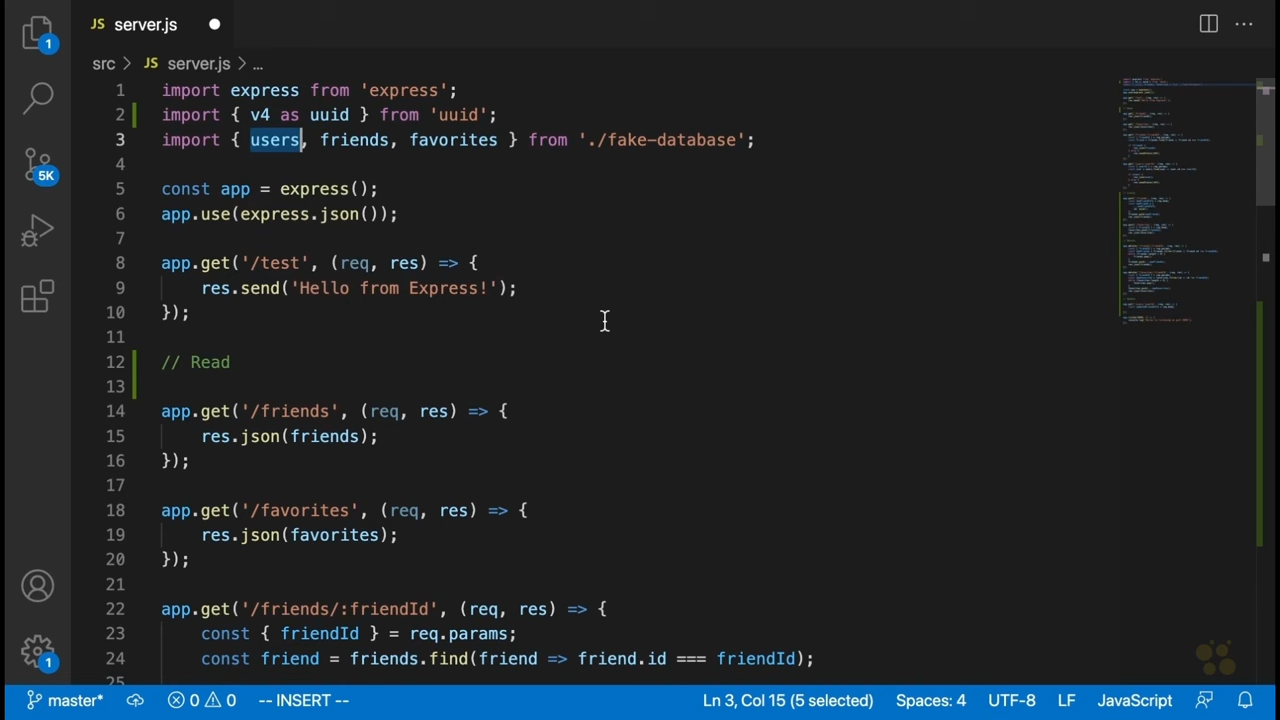 JS server.js
1
src > JS server.js > ...
1 import express from 'express';
2 import { v4 as uuid } from 'uuid';
3 import { users, friends, favorites } from './fake-database';
4
5 const app = express();
6 app.use(express.json());
7
8 app.get('/test', (req, res) => {
9 res.send('Hello from Express!');
10 });
11
12 // Read
13
14 app.get('/friends', (req, res) => {
15 res.json(friends);
16 });
17
18 app.get('/favorites', (req, res) => {
19 res.json(favorites);
20 });
21
22 app.get('/friends/:friendId', (req, res) => {
23 const { friendId } = req.params;
24 const friend = friends.find(friend => friend.id === friendId);
25
5K
1
master* 0 0 -- INSERT -- Ln 3, Col 15 (5 selected) Spaces: 4 UTF-8 LF JavaScript